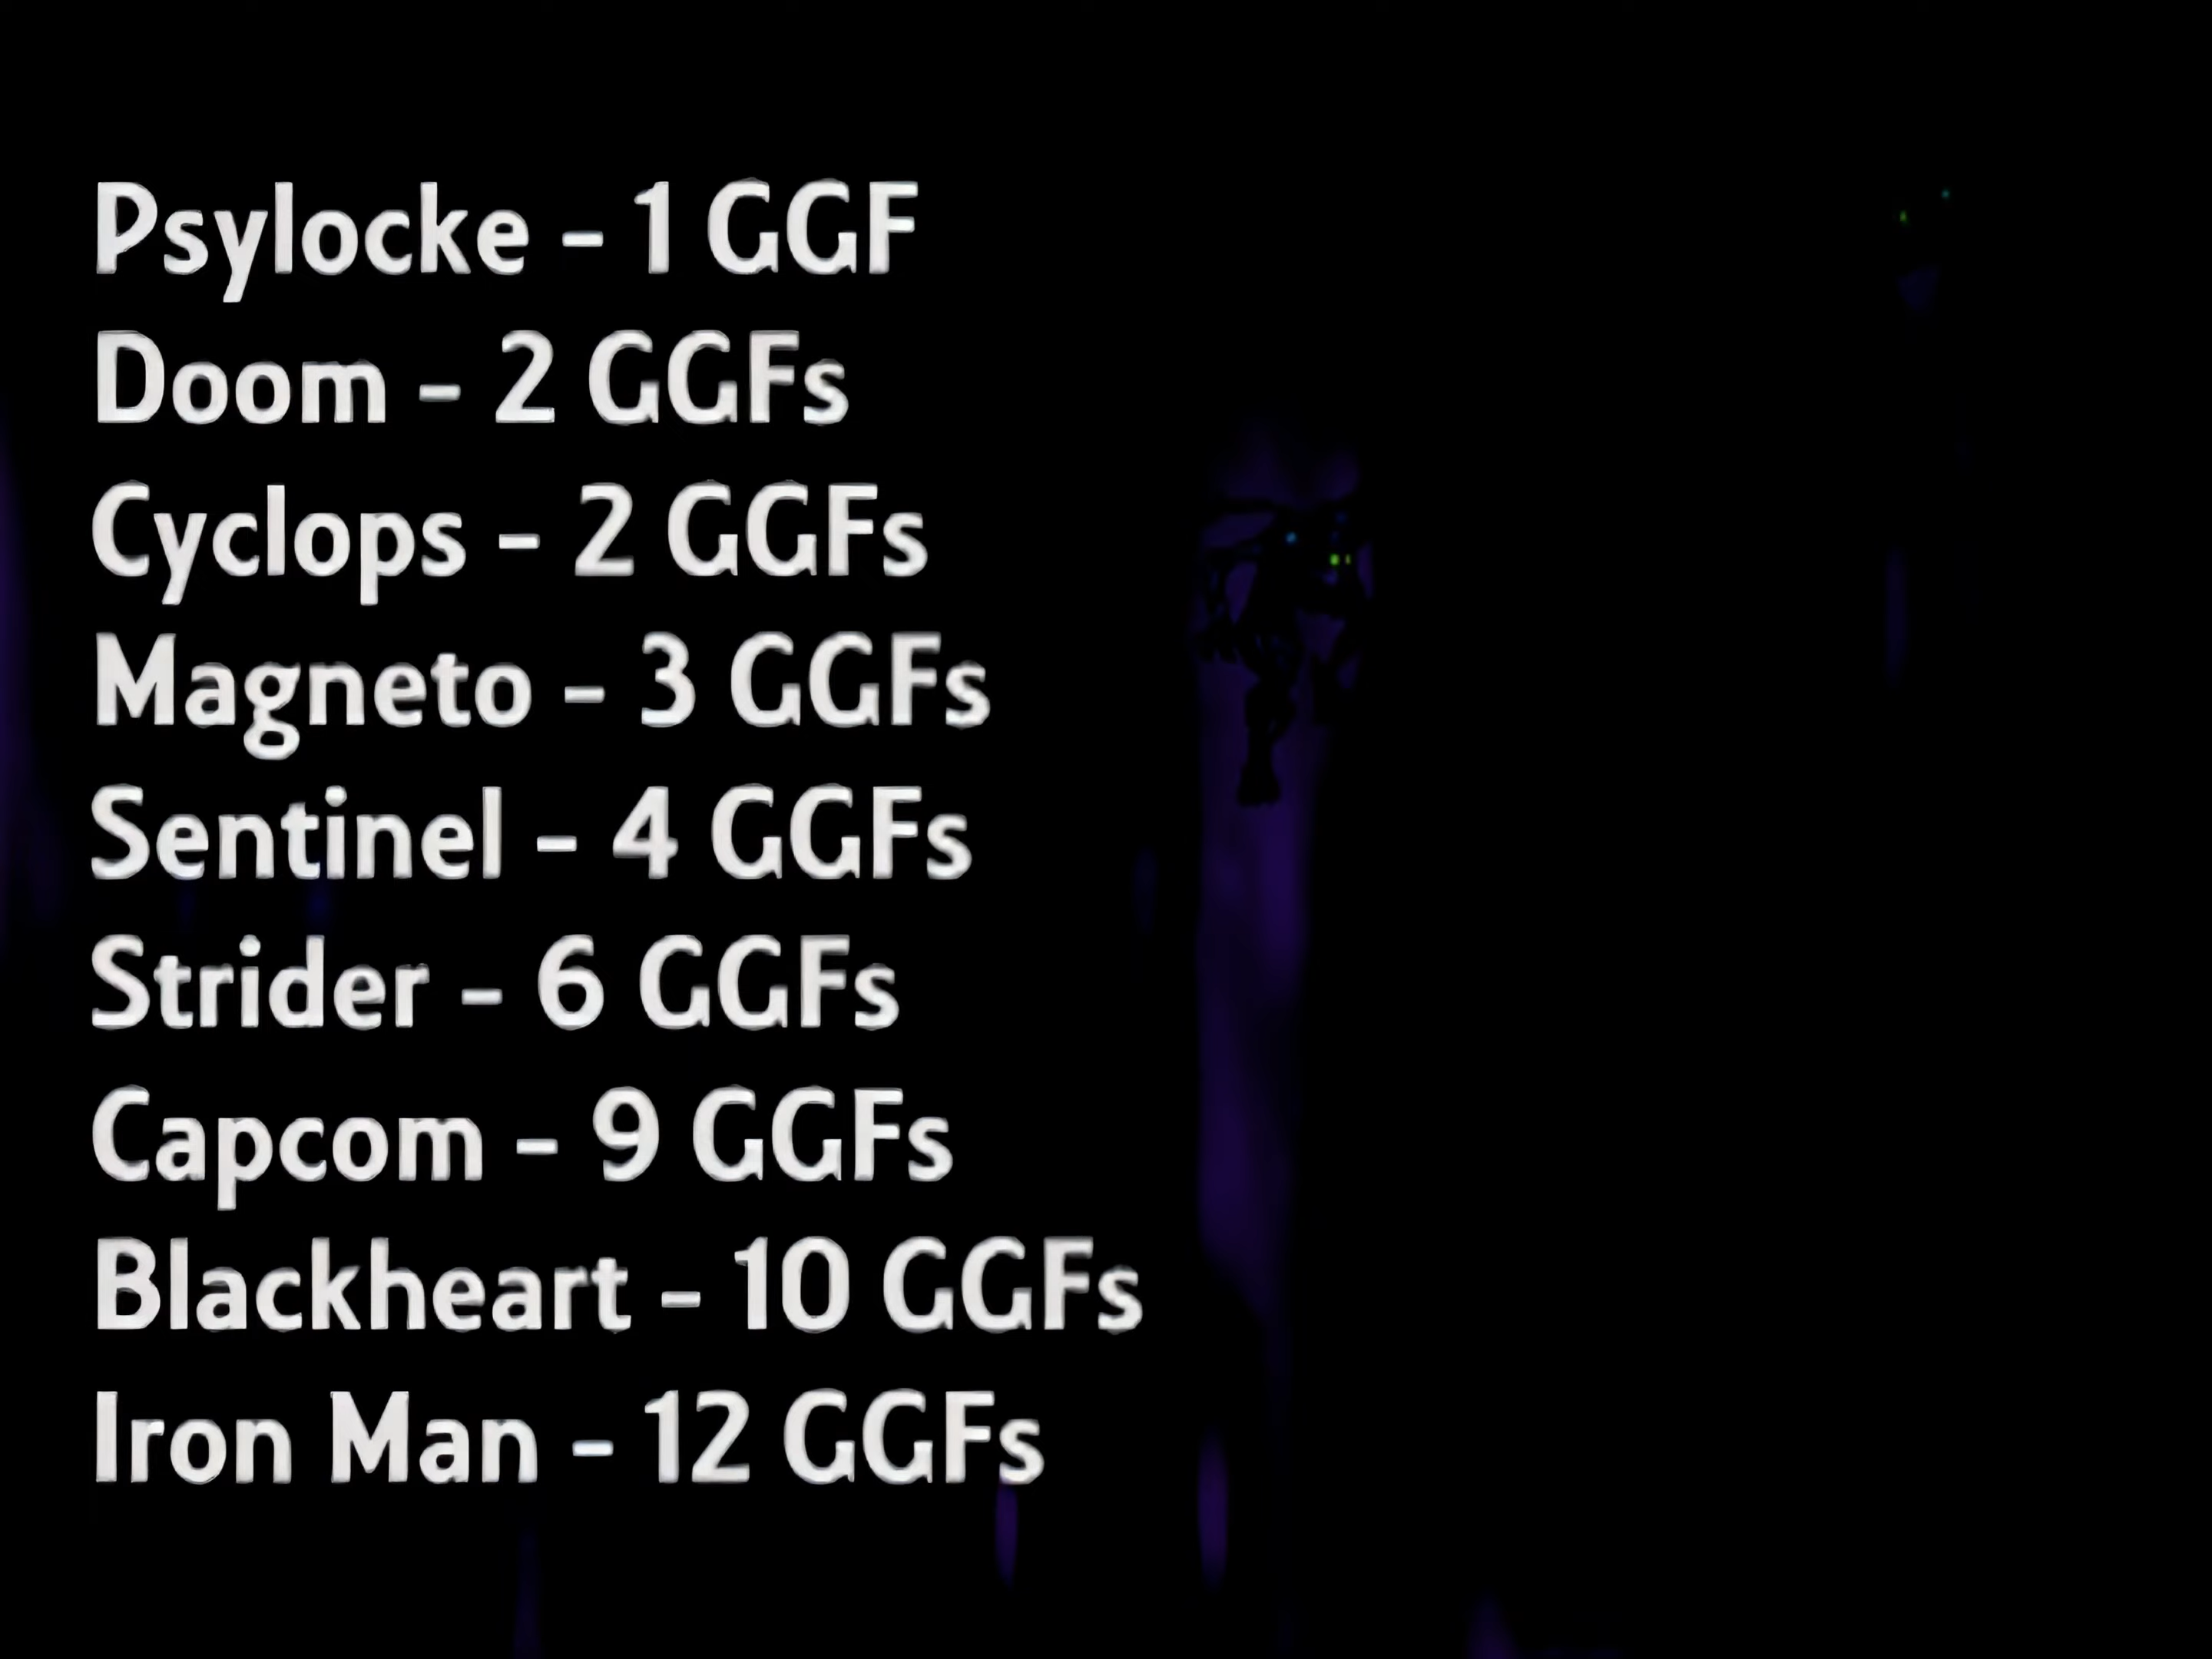 Psylocke - 1 GGF
Doom - 2 GGFs
Cyclops - 2 GGFs
Magneto - 3 GGFs
Sentinel - 4 GGFs
Strider - 6 GGFs
Capcom - 9 GGFs
Blackheart - 10 GGFs
Iron Man - 12 GGFs